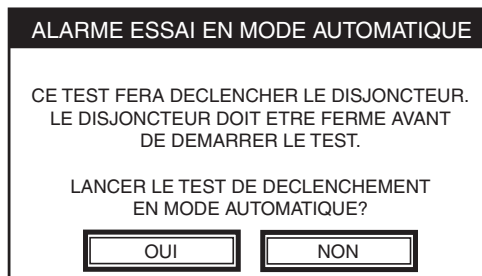 ALARME ESSAI EN MODE AUTOMATIQUE
CE TEST FERA DECLENCHER LE DISJONCTEUR.
LE DISJONCTEUR DOIT ETRE FERME AVANT
DE DEMARRER LE TEST.
LANCER LE TEST DE DECLENCHEMENT
EN MODE AUTOMATIQUE?
OUI
NON